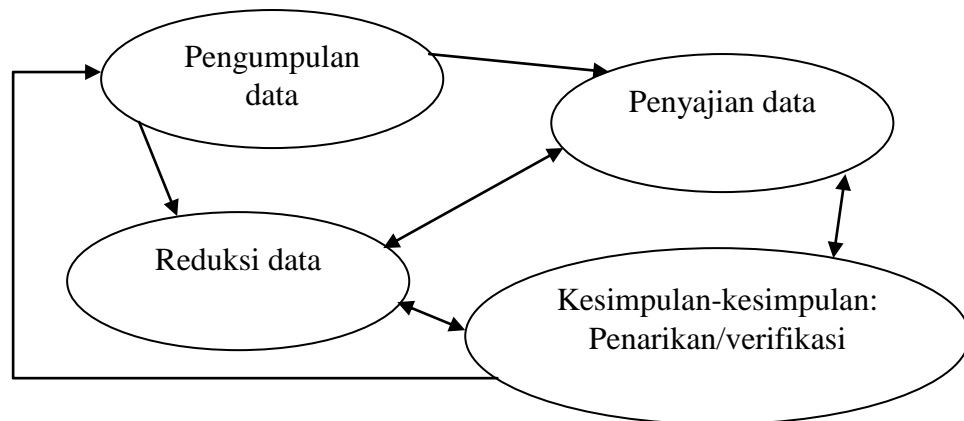 Pengumpulan
data
Penyajian data
Reduksi data
Kesimpulan-kesimpulan:
Penarikan/verifikasi